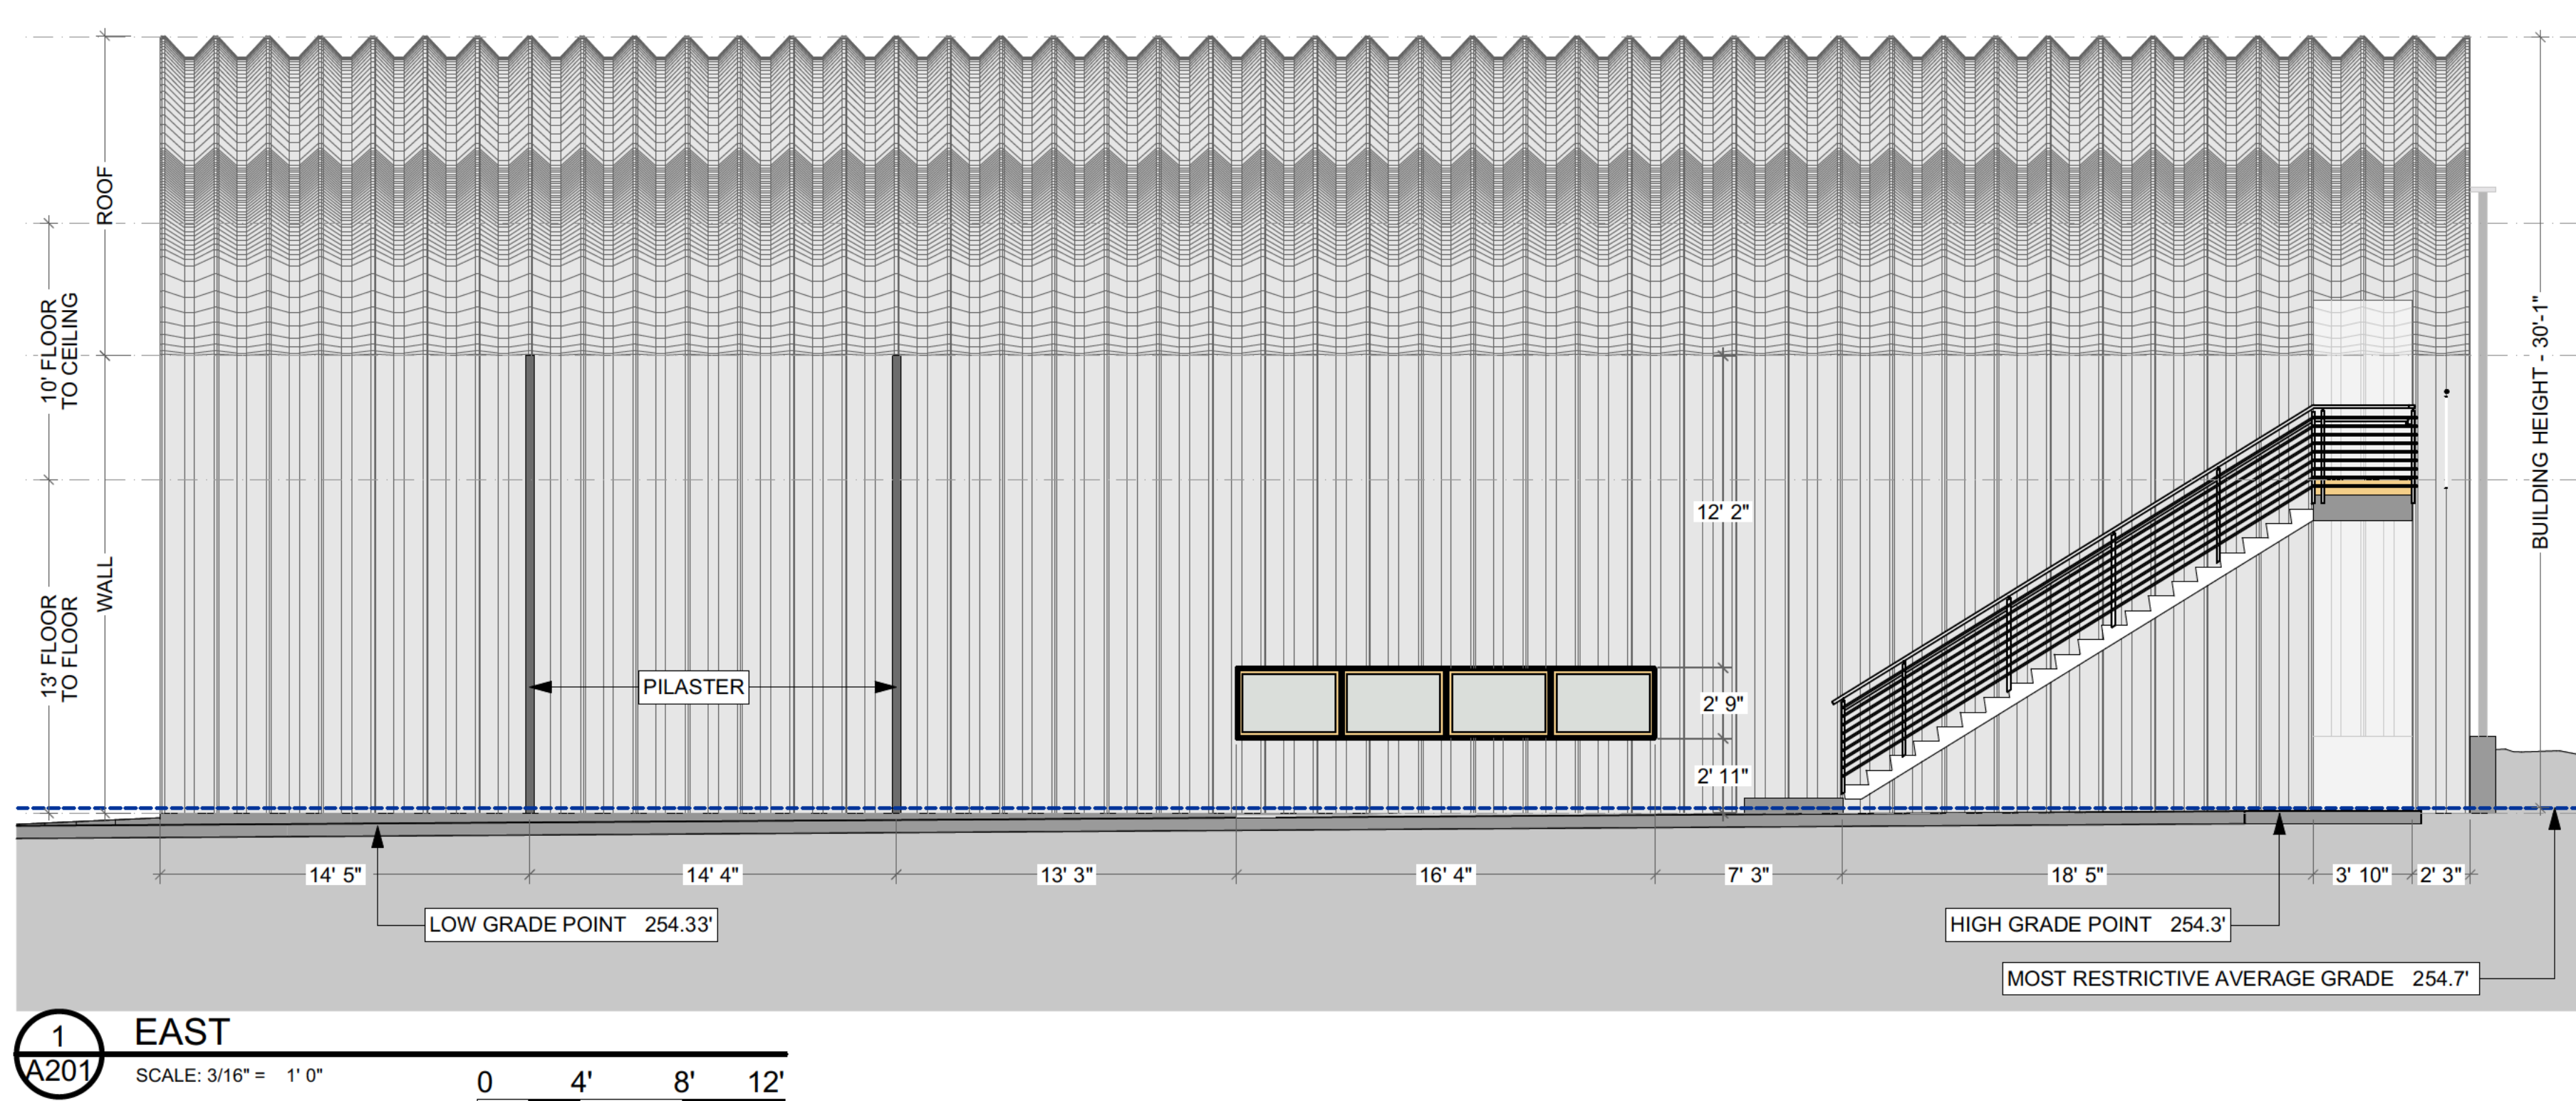 ROOF
10' FLOOR
TO CEILING
WALL
13' FLOOR
TO FLOOR
PILASTER
12' 2"
2' 9"
2' 11"
BUILDING HEIGHT - 30'-1"
14' 5"
14' 4"
13' 3"
16' 4"
7' 3"
18' 5"
3' 10"
2' 3"
LOW GRADE POINT 254.33'
HIGH GRADE POINT 254.3'
MOST RESTRICTIVE AVERAGE GRADE 254.7'
1
A201
EAST
SCALE: 3/16" = 1' 0"
0 4' 8' 12'